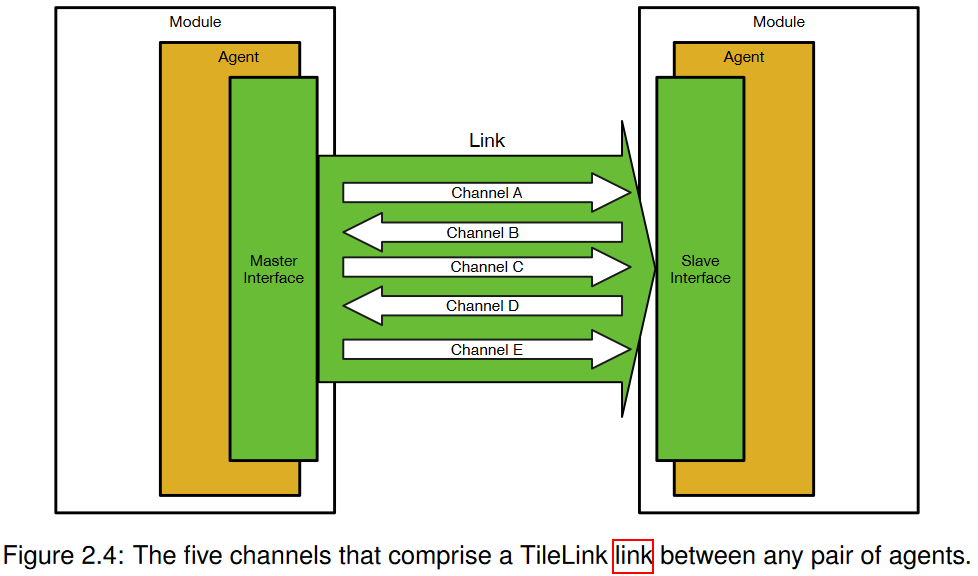 Module
Module
Agent
Agent
Link
Channel A
Channel B
Master
Interface
Channel C
Slave
Interface
Channel D
Channel E
Figure 2.4: The five channels that comprise a TileLink link between any pair of agents.